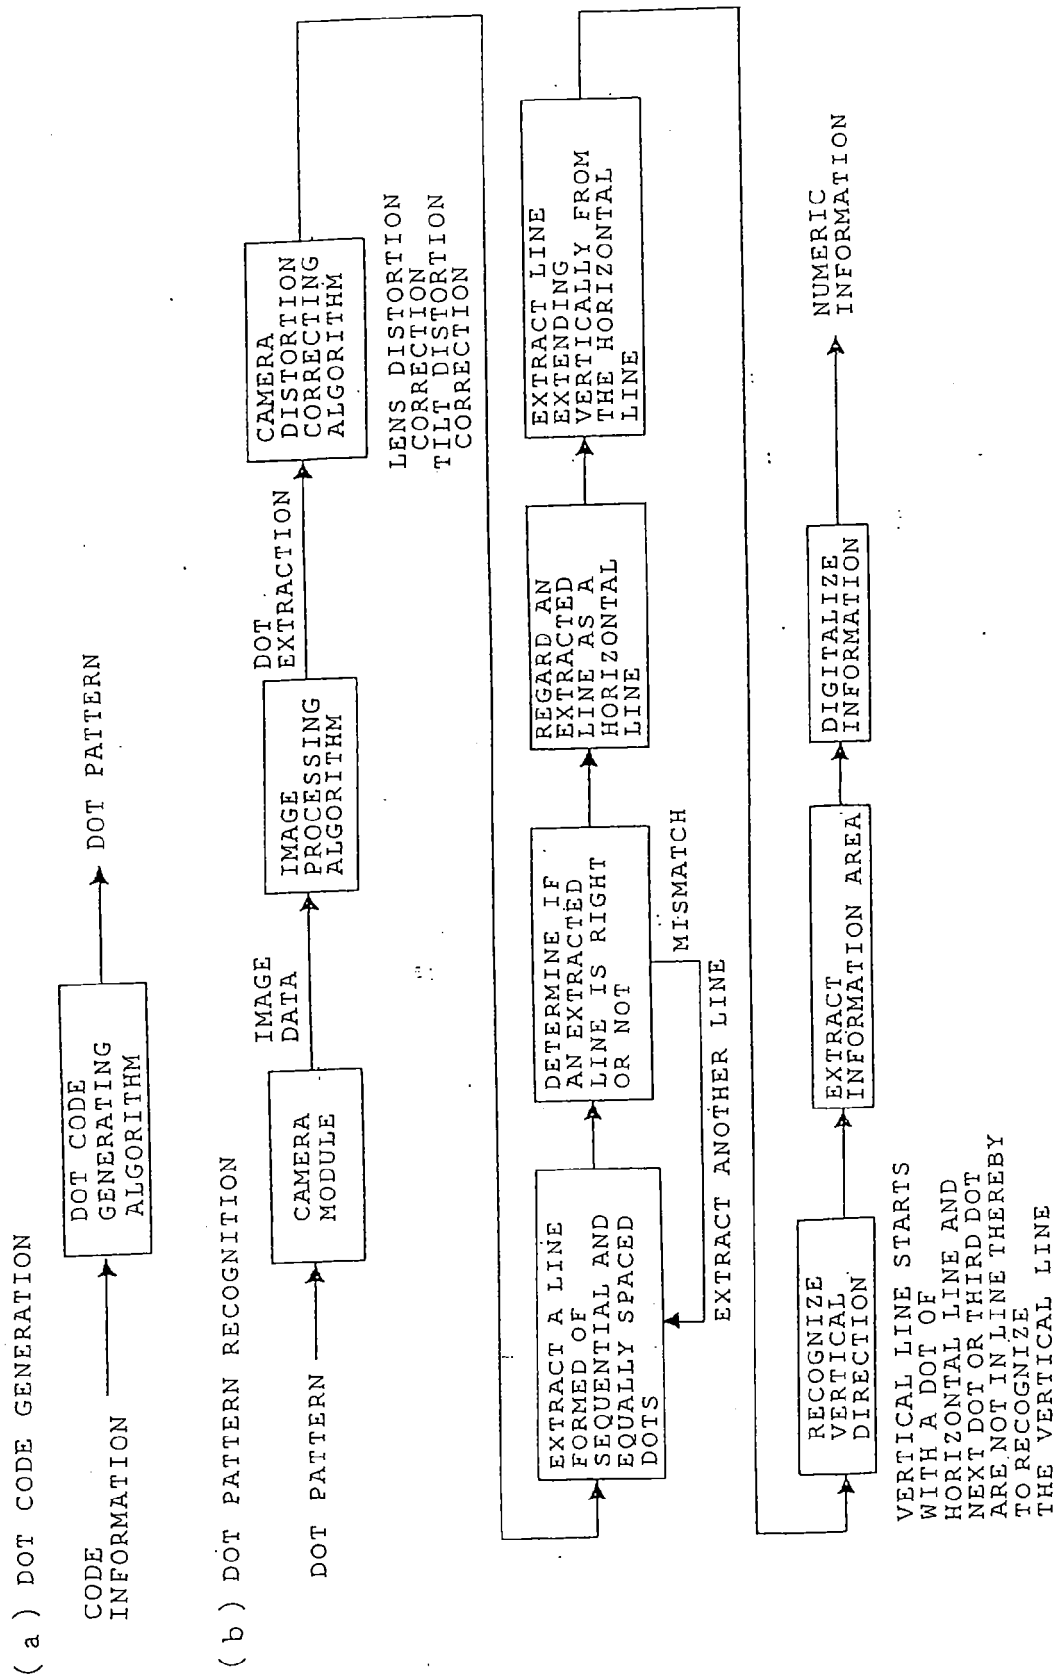 (a) DOT CODE GENERATION
CODE
INFORMATION
DOT CODE
GENERATING
ALGORITHM
DOT PATTERN
(b) DOT PATTERN RECOGNITION
DOT PATTERN
CAMERA
MODULE
IMAGE
DATA
IMAGE
PROCESSING
ALGORITHM
DOT
EXTRACTION
CAMERA
DISTORTION
CORRECTING
ALGORITHM
LENS DISTORTION
CORRECTION
TILT DISTORTION
CORRECTION
EXTRACT A LINE
FORMED OF
SEQUENTIAL AND
EQUALLY SPACED
DOTS
DETERMINE IF
AN EXTRACTED
LINE IS RIGHT
OR NOT
MISMATCH
EXTRACT ANOTHER LINE
REGARD AN
EXTRACTED
LINE AS A
HORIZONTAL
LINE
EXTRACT LINE
EXTENDING
VERTICALLY FROM
THE HORIZONTAL
LINE
RECOGNIZE
VERTICAL
DIRECTION
VERTICAL LINE STARTS
WITH A DOT OF
HORIZONTAL LINE AND
NEXT DOT OR THIRD DOT
ARE NOT IN LINE THEREBY
TO RECOGNIZE
THE VERTICAL LINE
EXTRACT
INFORMATION AREA
DIGITALIZE
INFORMATION
NUMERIC
INFORMATION